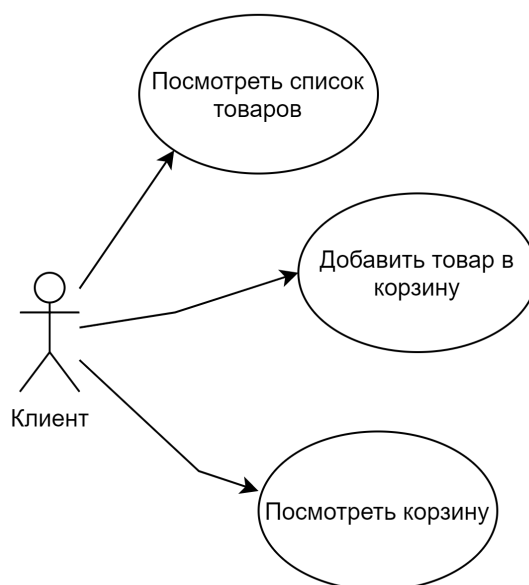 Посмотреть список
товаров
Добавить товар в
корзину
Клиент
Посмотреть корзину